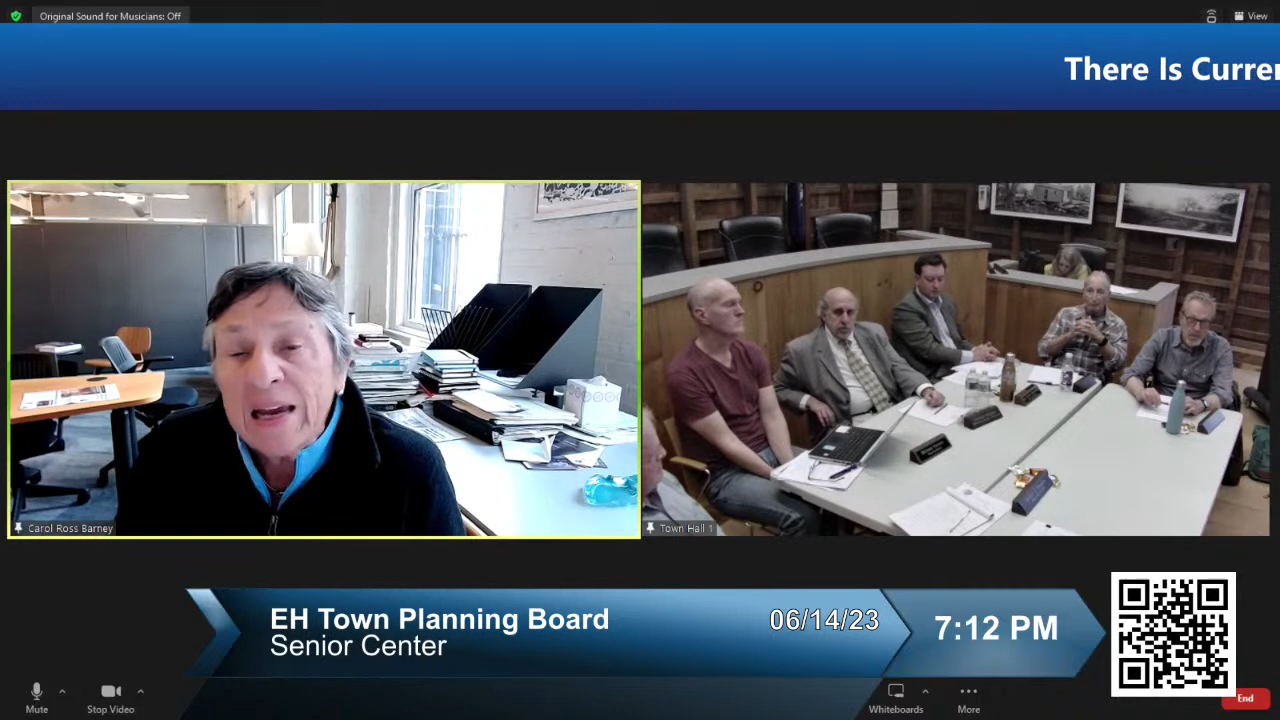 Original Sound for Musicians: Off
View
There Is Curre
Carol Ross Barney
Town Hall 1
EH Town Planning Board
06/14/23
7:12 PM
Senior Center
Mute
Stop Video
Whiteboards
More
End